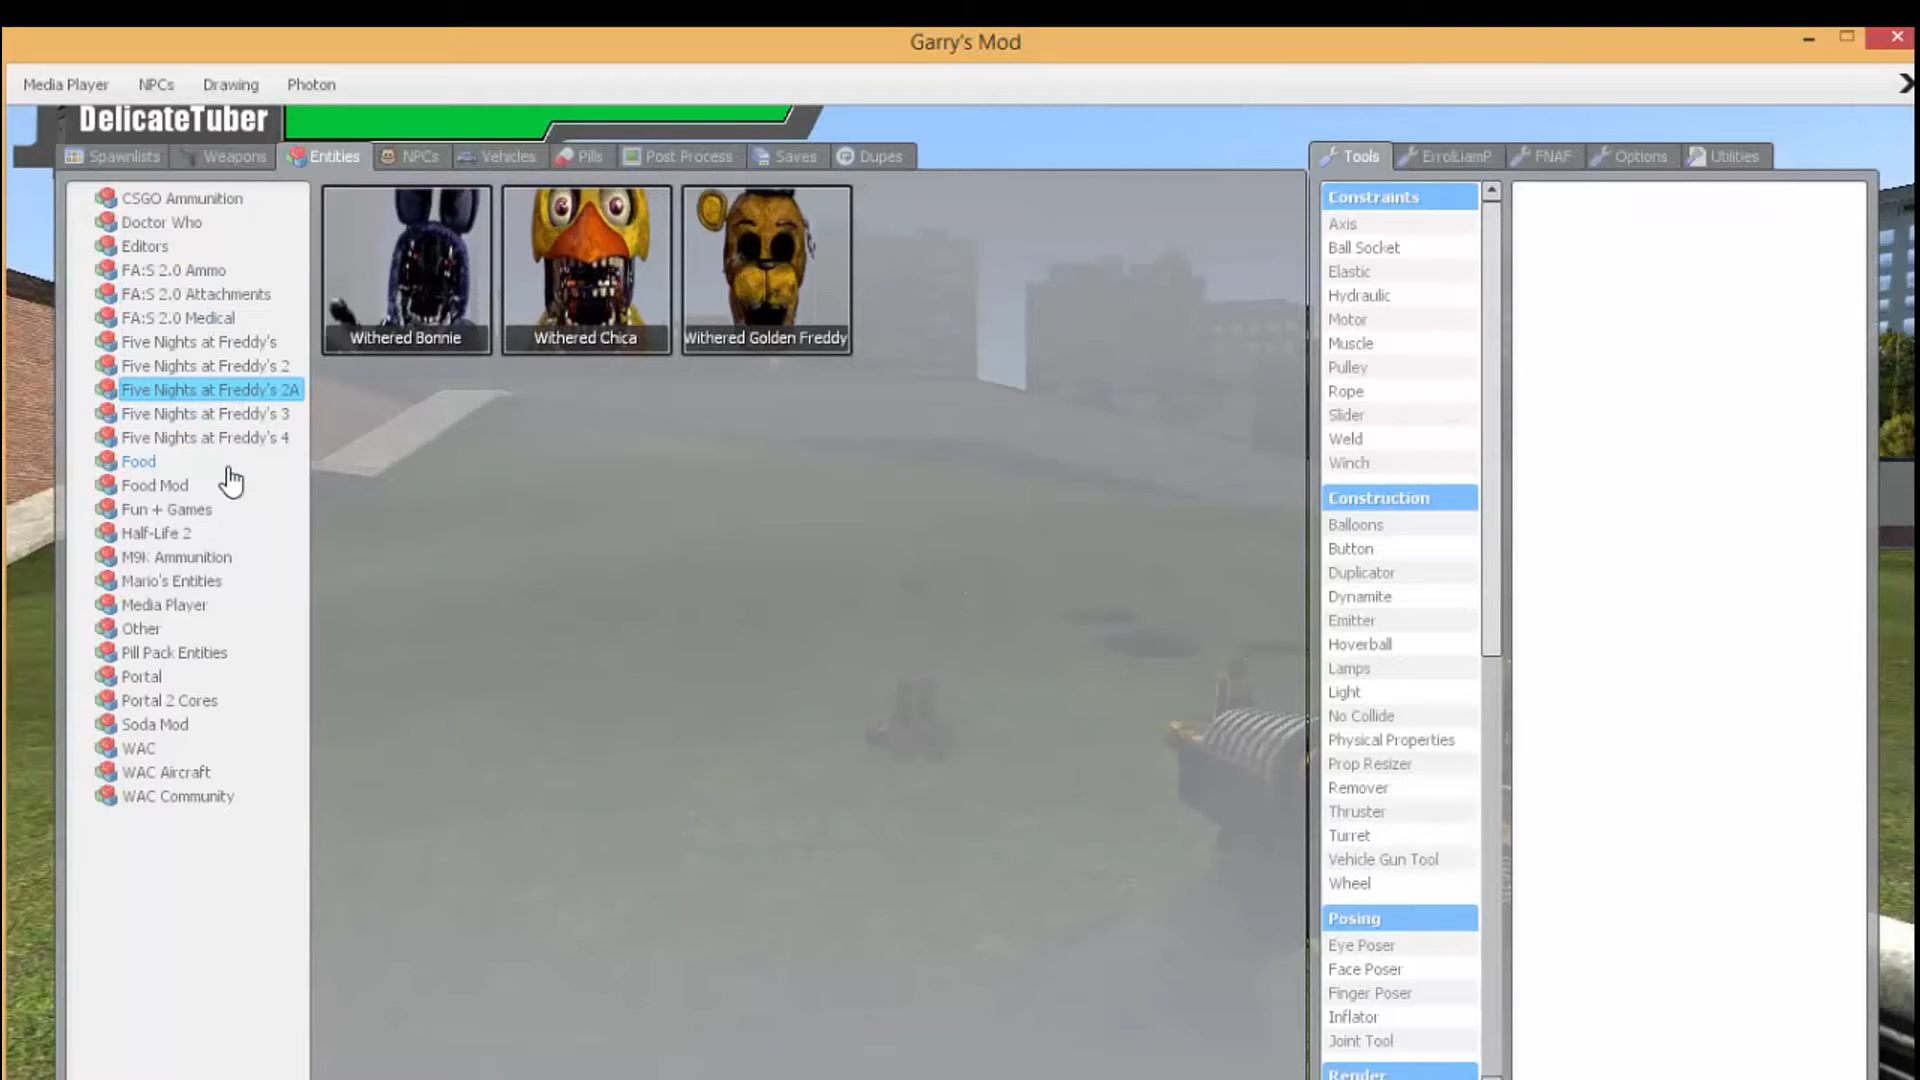 Garry's Mod
Media Player NPCs Drawing Photon
DelicateTuber
Spawnlists Weapons Entities NPCs Vehicles Pills Post Process Saves Dupes
CSGO Ammunition
Doctor Who
Editors
FA:S 2.0 Ammo
FA:S 2.0 Attachments
FA:S 2.0 Medical
Five Nights at Freddy's
Five Nights at Freddy's 2
Five Nights at Freddy's 2A
Five Nights at Freddy's 3
Five Nights at Freddy's 4
Food
Food Mod
Fun + Games
Half-Life 2
M9K Ammunition
Mario's Entities
Media Player
Other
Pill Pack Entities
Portal
Portal 2 Cores
Soda Mod
WAC
WAC Aircraft
WAC Community
Withered Bonnie
Withered Chica
Withered Golden Freddy
Tools ErrolLiamP FNAF Options Utilities
Constraints
Axis
Ball Socket
Elastic
Hydraulic
Motor
Muscle
Pulley
Rope
Slider
Weld
Winch
Construction
Balloons
Button
Duplicator
Dynamite
Emitter
Hoverball
Lamps
Light
No Collide
Physical Properties
Prop Resizer
Remover
Thruster
Turret
Vehicle Gun Tool
Wheel
Posing
Eye Poser
Face Poser
Finger Poser
Inflator
Joint Tool
Render